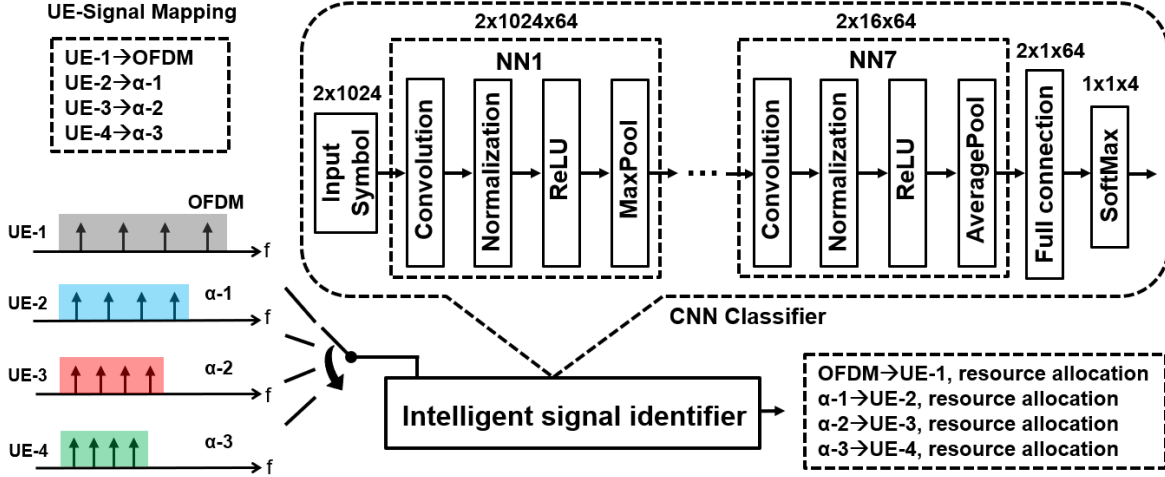 UE-Signal Mapping
UE-1→OFDM
UE-2→α-1
UE-3→α-2
UE-4→α-3
2x1024x64
2x16x64
NN1
NN7
2x1x64
1x1x4
2x1024
Input Symbol
Convolution
Normalization
ReLU
MaxPool
...
Convolution
Normalization
ReLU
AveragePool
Full connection
SoftMax
CNN Classifier
OFDM
UE-1
f
α-1
UE-2
f
α-2
UE-3
f
α-3
UE-4
f
Intelligent signal identifier
OFDM→UE-1, resource allocation
α-1→UE-2, resource allocation
α-2→UE-3, resource allocation
α-3→UE-4, resource allocation